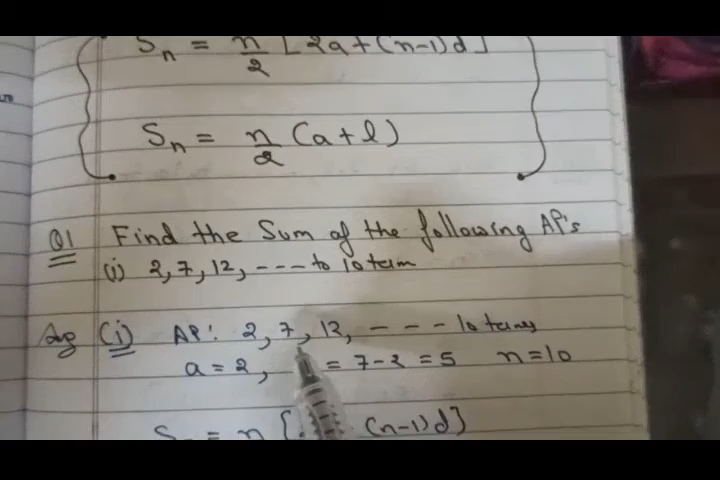 Sn = n/2 [2a+(n-1)d]
Sn = n/2 (a+l)
Q1 Find the Sum of the following AP's
(i) 2, 7, 12, --- to 10 term
(i) AP: 2, 7, 12, - - - 10 terms
a = 2, = 7-2 = 5 n=10
= n [ (n-1)d]